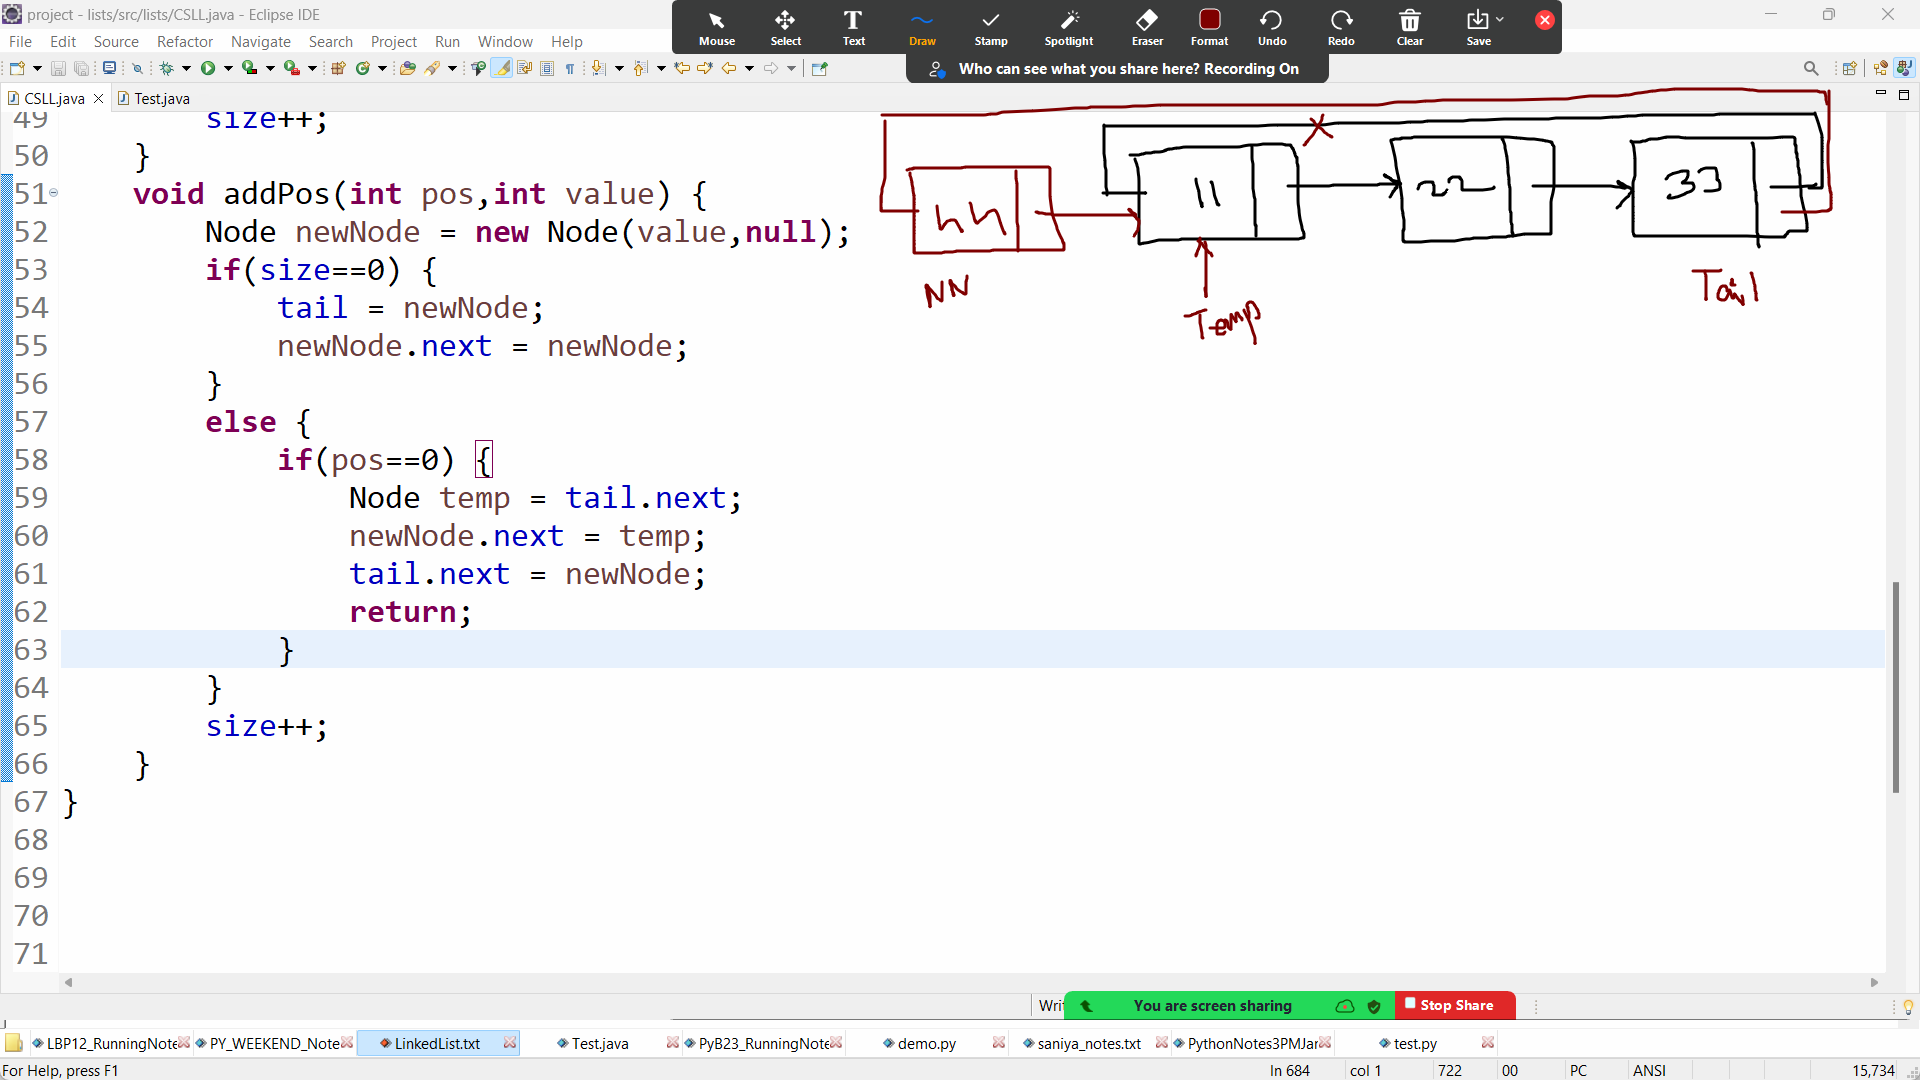 project - lists/src/lists/CSLL.java - Eclipse IDE
File Edit Source Refactor Navigate Search Project Run Window Help
Mouse Select Text Draw Stamp Spotlight Eraser Format Undo Redo Clear Save
Who can see what you share here? Recording On
CSLL.java Test.java
49 size++;
50 }
51 void addPos(int pos,int value) {
52 Node newNode = new Node(value,null);
53 if(size==0) {
54 tail = newNode;
55 newNode.next = newNode;
56 }
57 else {
58 if(pos==0) {
59 Node temp = tail.next;
60 newNode.next = temp;
61 tail.next = newNode;
62 return;
63 }
64 }
65 size++;
66 }
67 }
68
69
70
71
11 22 33
NN Tail
Temp
You are screen sharing Stop Share
LBP12_RunningNote PY_WEEKEND_Note LinkedList.txt Test.java PyB23_RunningNote demo.py saniya_notes.txt PythonNotes3PMJar test.py
For Help, press F1 ln 684 col 1 722 00 PC ANSI 15,734